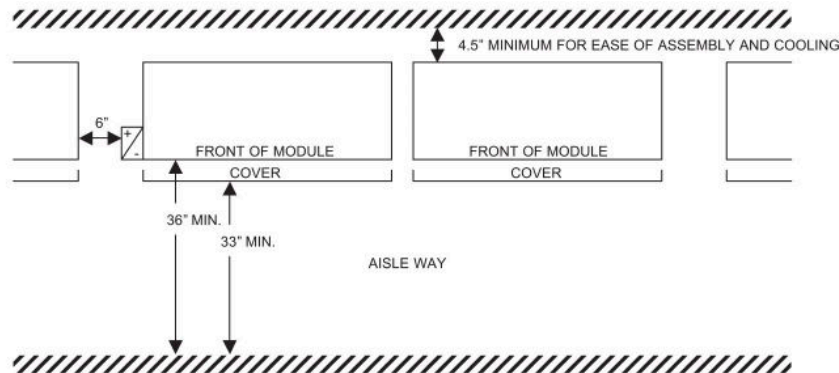 4.5" MINIMUM FOR EASE OF ASSEMBLY AND COOLING
6"
+
-
FRONT OF MODULE
FRONT OF MODULE
COVER
COVER
36" MIN.
33" MIN.
AISLE WAY